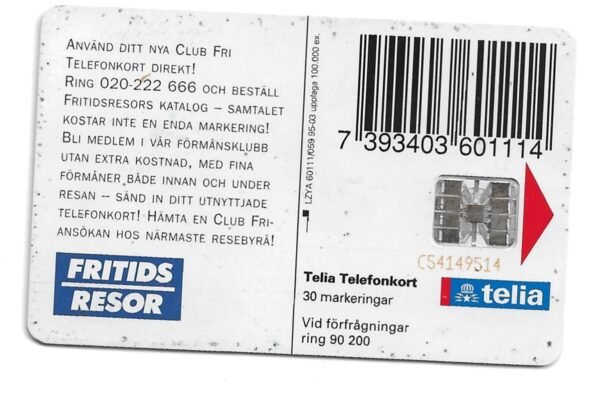 ANVÄND DITT NYA CLUB FRI
TELEFONKORT DIREKT!
RING 020-222 666 OCH BESTÄLL
FRITIDSRESORS KATALOG – SAMTALET
KOSTAR INTE EN ENDA MARKERING!
BLI MEDLEM I VÅR FÖRMÅNSKLUBB
UTAN EXTRA KOSTNAD, MED FINA
FÖRMÅNER BÅDE INNAN OCH UNDER
RESAN – SÄND IN DITT UTNYTTJADE
TELEFONKORT! HÄMTA EN CLUB FRI-
ANSÖKAN HOS NÄRMASTE RESEBYRÅ!
FRITIDS
RESOR
LZYA 60111/059 95-03 upplaga 100 000 ex.
7 393403 601114
C54149514
Telia Telefonkort
30 markeringar
telia
Vid förfrågningar
ring 90 200